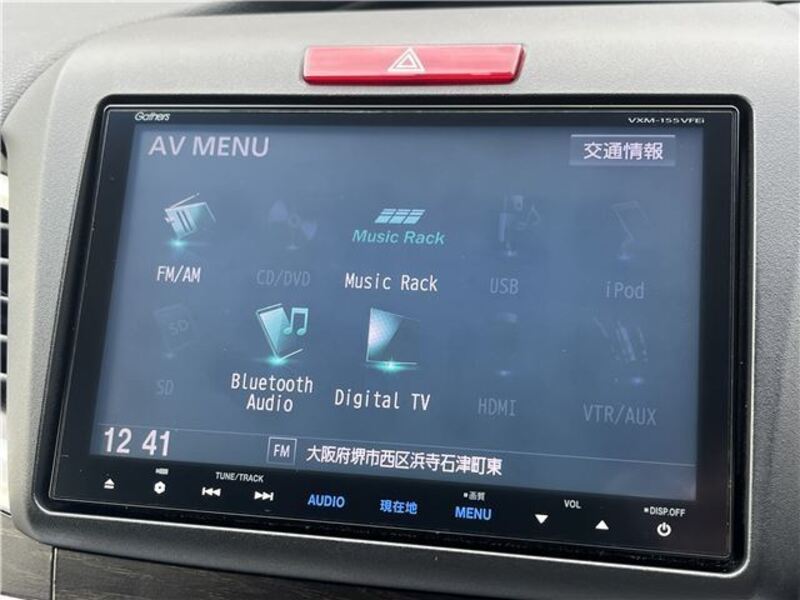 Gathers
VXM-155VFEi
AV MENU
交通情報
Music Rack
FM/AM
CD/DVD
Music Rack
USB
iPod
SD
SD
Bluetooth
Audio
Digital TV
HDMI
VTR/AUX
12 41
FM
大阪府堺市西区浜寺石津町東
TUNE/TRACK
AUDIO
現在地
画質
MENU
VOL
DISP.OFF